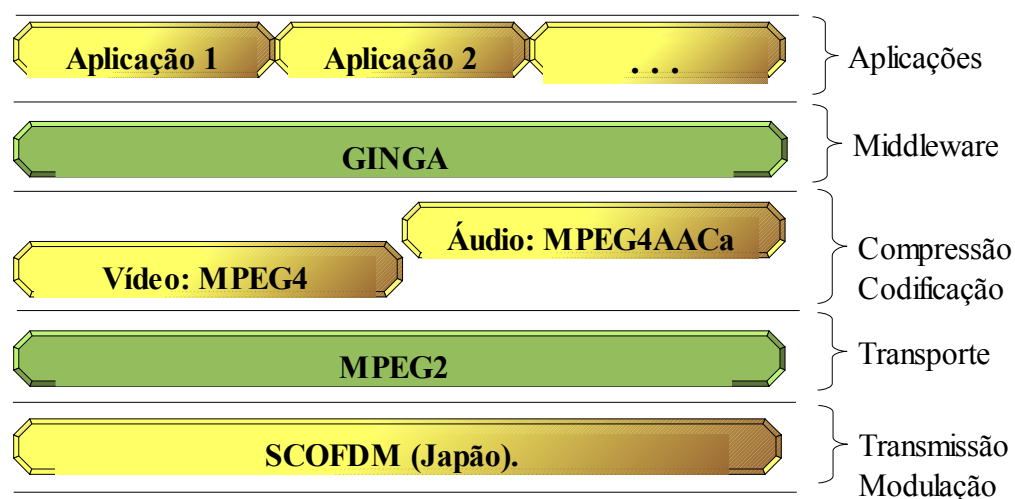 Aplicação 1
Aplicação 2
. . .
Aplicações
GINGA
Middleware
Áudio: MPEG4AACa
Vídeo: MPEG4
Compressão
Codificação
MPEG2
Transporte
SCOFDM (Japão).
Transmissão
Modulação